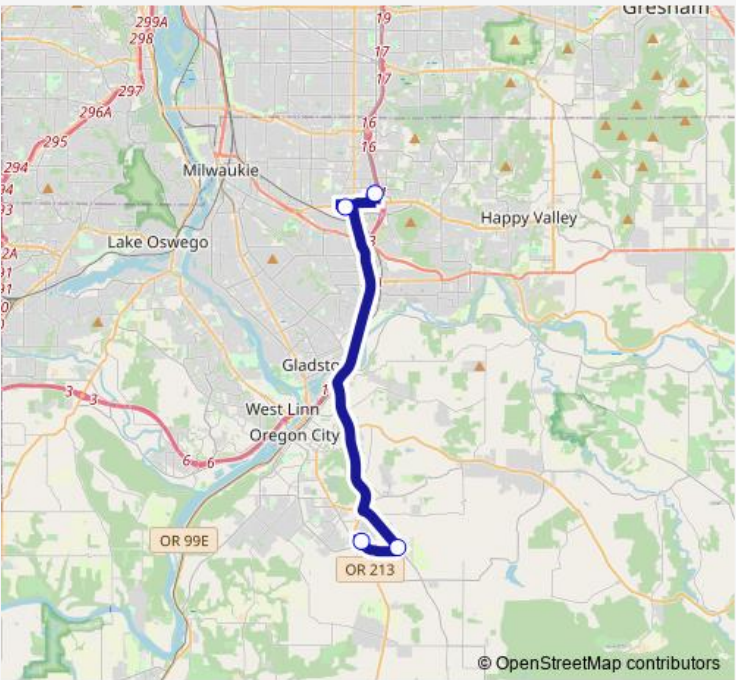 Gresham
299A
298
19
17
17
297
296A
16
16
295
294
Milwaukie
Happy Valley
Lake Oswego
Gladsto
3
3
West Linn
Oregon City
6
6
OR 99E
OR 213
© OpenStreetMap contributors